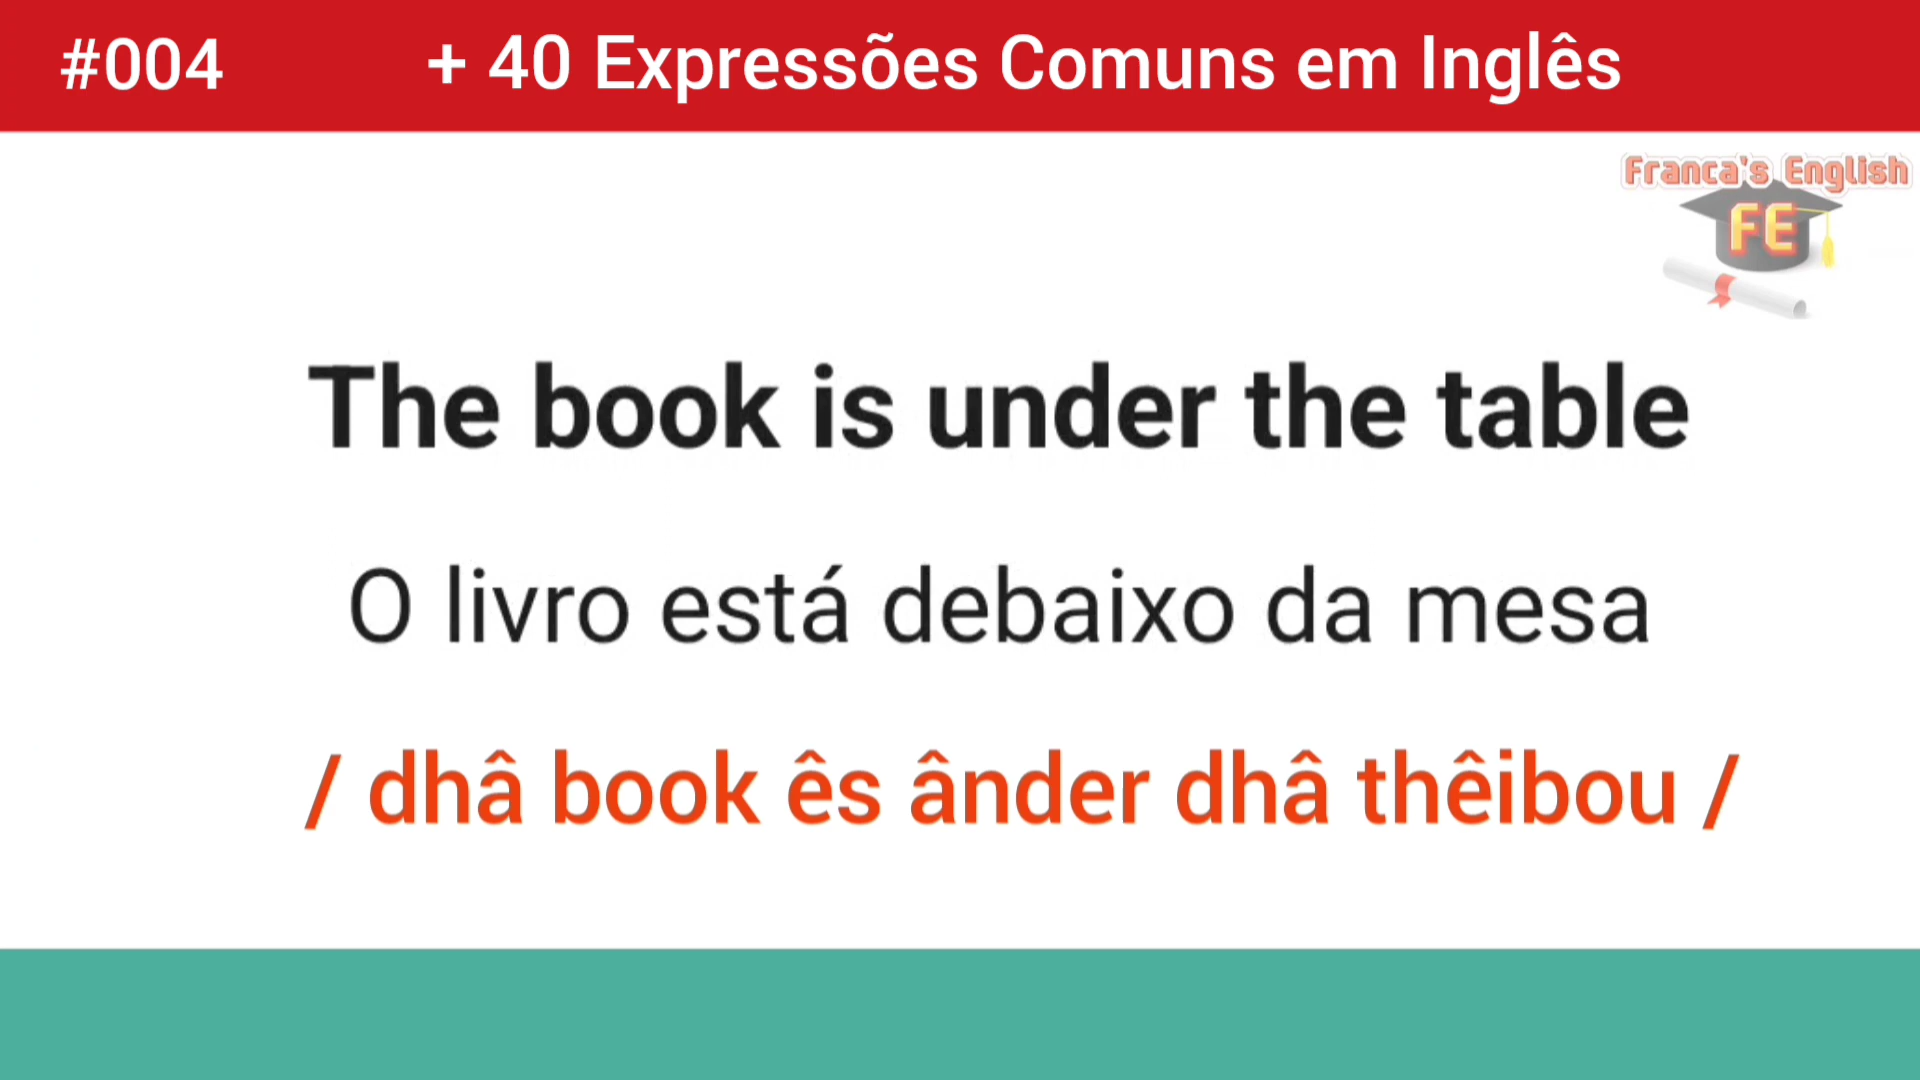 #004 + 40 Expressões Comuns em Inglês
Franca's English
FE
The book is under the table
O livro está debaixo da mesa
/ dhâ book ês ânder dhâ thêibou /